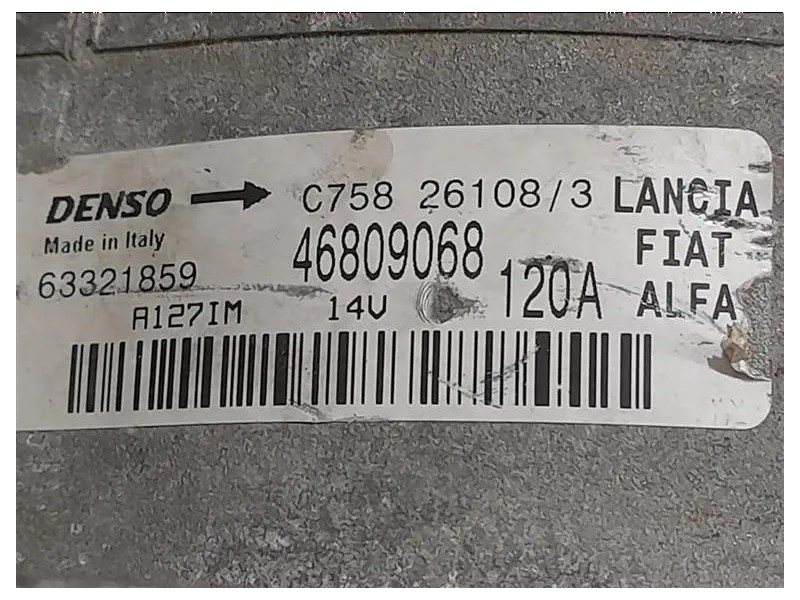 DENSO C758 26108/3 LANCIA
Made in Italy 46809068 FIAT
63321859 120A ALFA
A127IM 14V